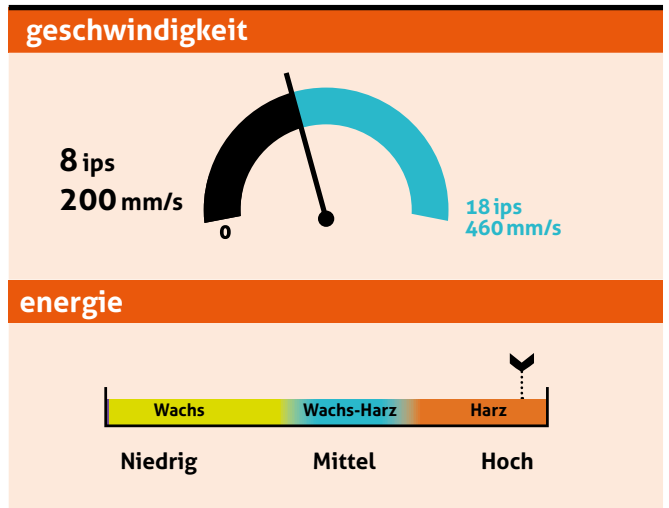 geschwindigkeit
8 ips
200 mm/s
0
18 ips
460 mm/s
energie
Wachs
Wachs-Harz
Harz
Niedrig
Mittel
Hoch